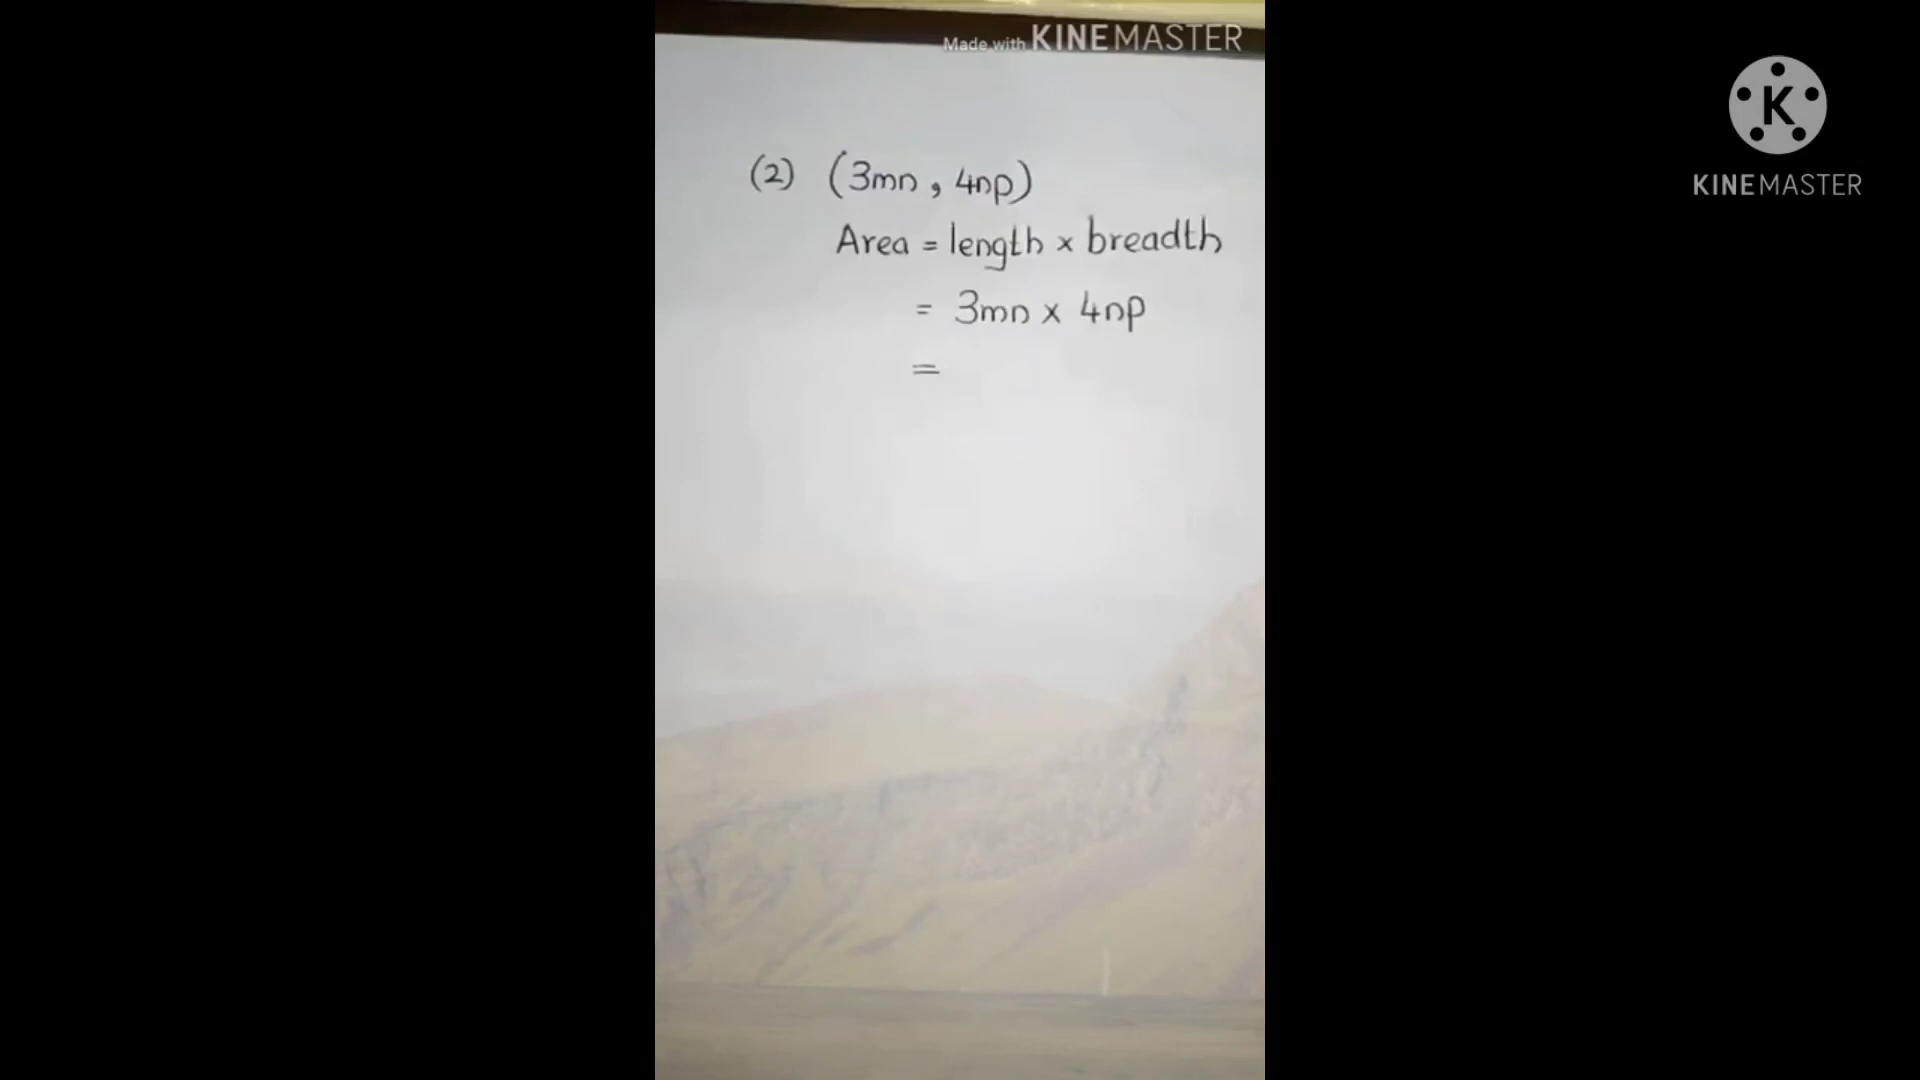 Made with KINEMASTER
K
KINEMASTER
(2) (3mn, 4np)
Area = length × breadth
= 3mn × 4np
=